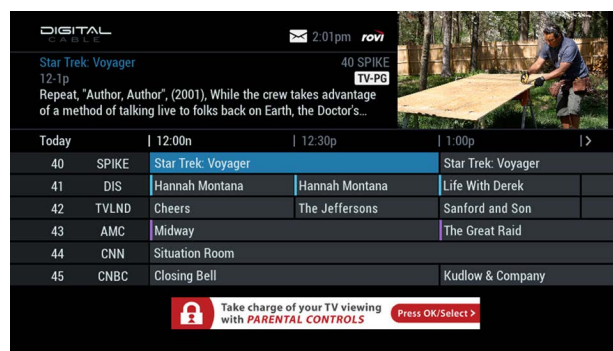 DIGITAL
CABLE
2:01pm rovi
Star Trek: Voyager 40 SPIKE
12-1p TV-PG
Repeat, "Author, Author", (2001), While the crew takes advantage
of a method of talking live to folks back on Earth, the Doctor's...
Today 12:00n 12:30p 1:00p >
40 SPIKE Star Trek: Voyager Star Trek: Voyager
41 DIS Hannah Montana Hannah Montana Life With Derek
42 TVLND Cheers The Jeffersons Sanford and Son
43 AMC Midway The Great Raid
44 CNN Situation Room
45 CNBC Closing Bell Kudlow & Company
Take charge of your TV viewing
with PARENTAL CONTROLS
Press OK/Select >